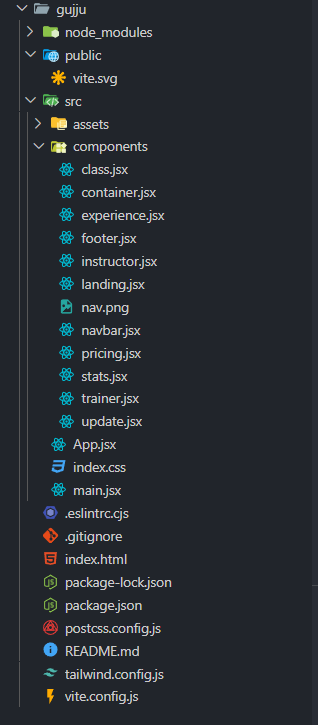 gujju
node_modules
public
vite.svg
src
assets
components
class.jsx
container.jsx
experience.jsx
footer.jsx
instructor.jsx
landing.jsx
nav.png
navbar.jsx
pricing.jsx
stats.jsx
trainer.jsx
update.jsx
App.jsx
index.css
main.jsx
.eslintrc.cjs
.gitignore
index.html
package-lock.json
package.json
postcss.config.js
README.md
tailwind.config.js
vite.config.js